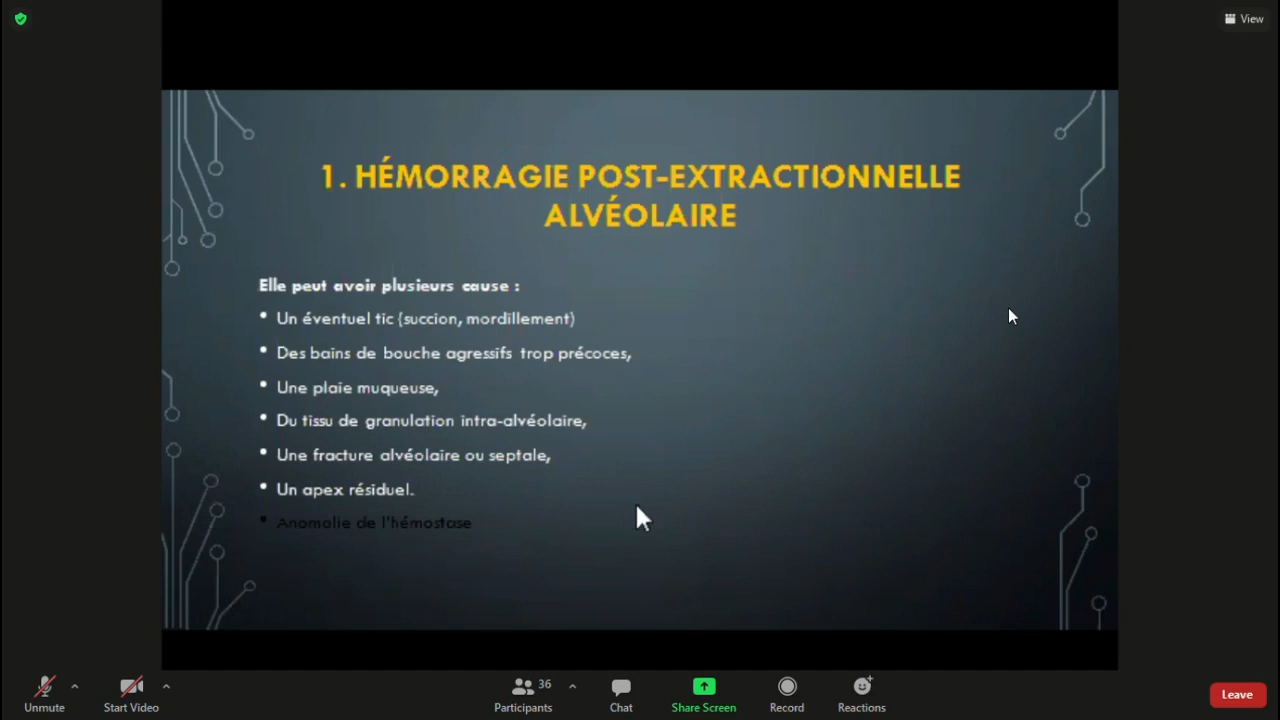 View
1. HÉMORRAGIE POST-EXTRACTIONNELLE
ALVÉOLAIRE
Elle peut avoir plusieurs cause :
• Un éventuel tic (succion, mordillement)
• Des bains de bouche agressifs trop précoces,
• Une plaie muqueuse,
• Du tissu de granulation intra-alvéolaire,
• Une fracture alvéolaire ou septale,
• Un apex résiduel.
• Anomalie de l'hémostase
36
Unmute Start Video Participants Chat Share Screen Record Reactions Leave